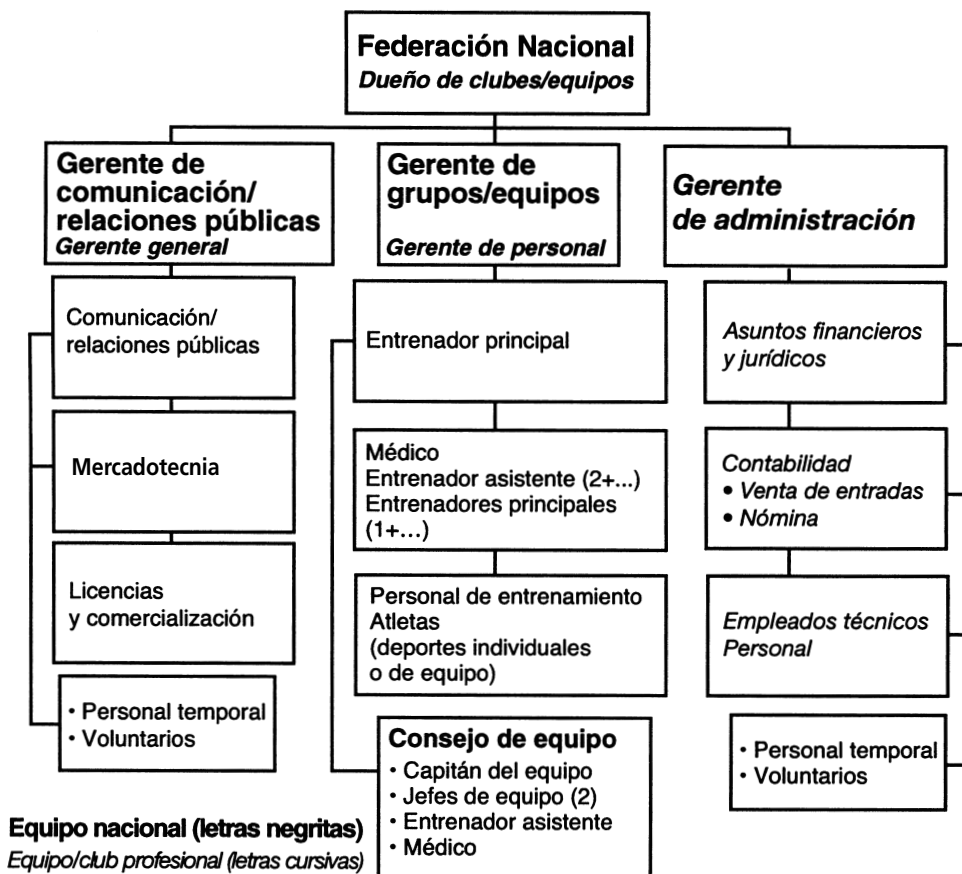 Federación Nacional
Dueño de clubes/equipos
Gerente de
comunicación/
relaciones públicas
Gerente general
Comunicación/
relaciones públicas
Mercadotecnia
Licencias
y comercialización
• Personal temporal
• Voluntarios
Gerente de
grupos/equipos
Gerente de personal
Entrenador principal
Médico
Entrenador asistente (2+...)
Entrenadores principales
(1+...)
Personal de entrenamiento
Atletas
(deportes individuales
o de equipo)
Consejo de equipo
• Capitán del equipo
• Jefes de equipo (2)
• Entrenador asistente
• Médico
Gerente
de administración
Asuntos financieros
y jurídicos
Contabilidad
• Venta de entradas
• Nómina
Empleados técnicos
Personal
• Personal temporal
• Voluntarios
Equipo nacional (letras negritas)
Equipo/club profesional (letras cursivas)